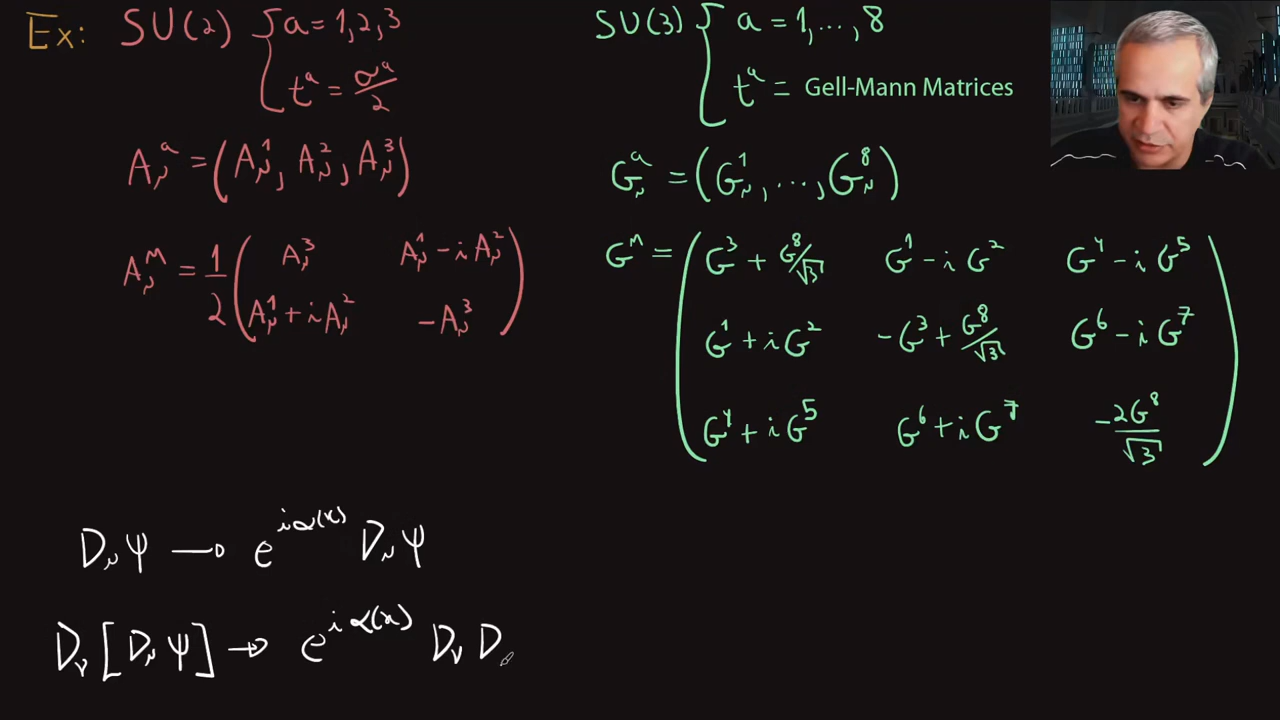 Ex: SU(2) { a = 1,2,3
t^a = σ^a/2
A_μ^a = (A_μ^1, A_μ^2, A_μ^3)
A_μ^M = 1/2 ( A_μ^3   A_μ^1 - i A_μ^2
A_μ^1 + i A_μ^2   -A_μ^3 )
SU(3) { a = 1,...,8
t^a = Gell-Mann Matrices
G_μ^a = (G_μ^1, ..., G_μ^8)
G^M = ( G^3 + G^8/√3   G^1 - i G^2   G^4 - i G^5
G^1 + i G^2   -G^3 + G^8/√3   G^6 - i G^7
G^4 + i G^5   G^6 + i G^7   -2G^8/√3 )
D_μ ψ → e^{iα(x)} D_μ ψ
D_ν [D_μ ψ] → e^{iα(x)} D_ν D